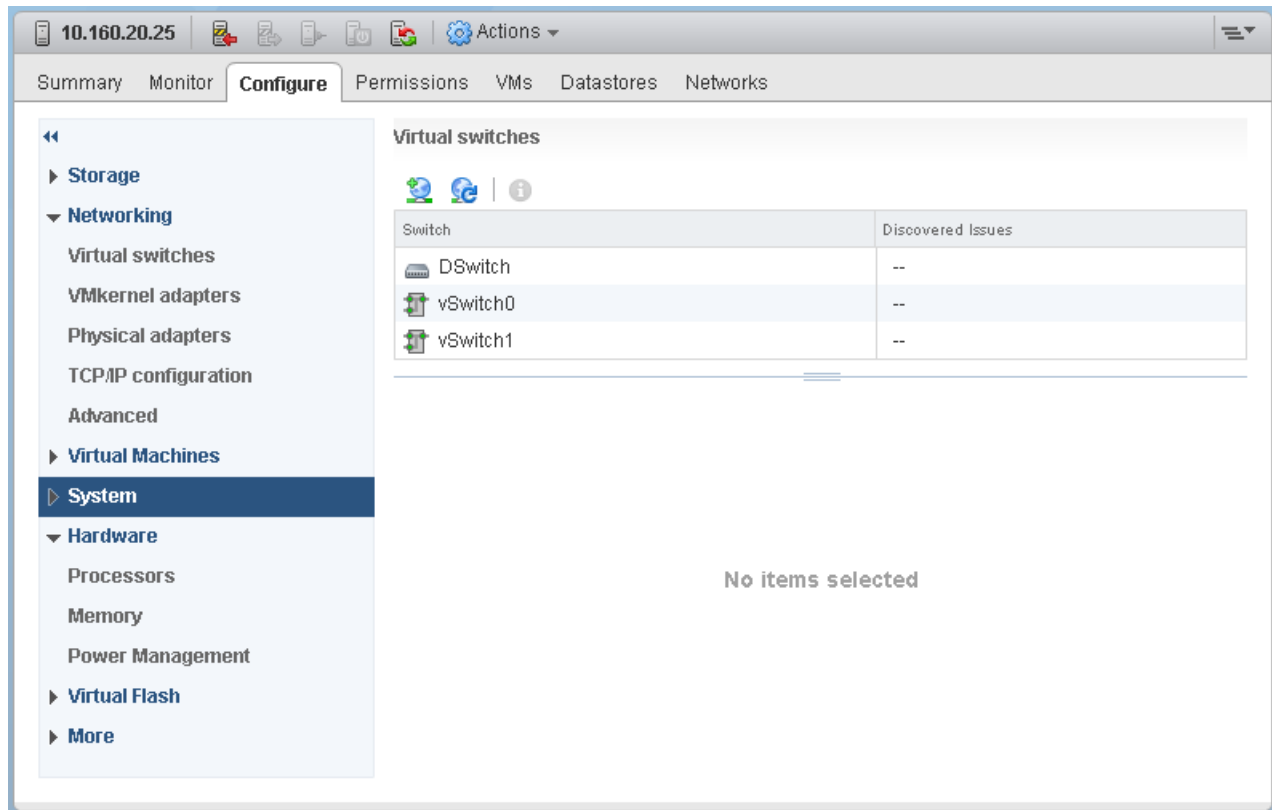 10.160.20.25 Actions
Summary Monitor Configure Permissions VMs Datastores Networks
Storage
Networking
Virtual switches
VMkernel adapters
Physical adapters
TCP/IP configuration
Advanced
Virtual Machines
System
Hardware
Processors
Memory
Power Management
Virtual Flash
More
Virtual switches
Switch Discovered Issues
DSwitch --
vSwitch0 --
vSwitch1 --
No items selected